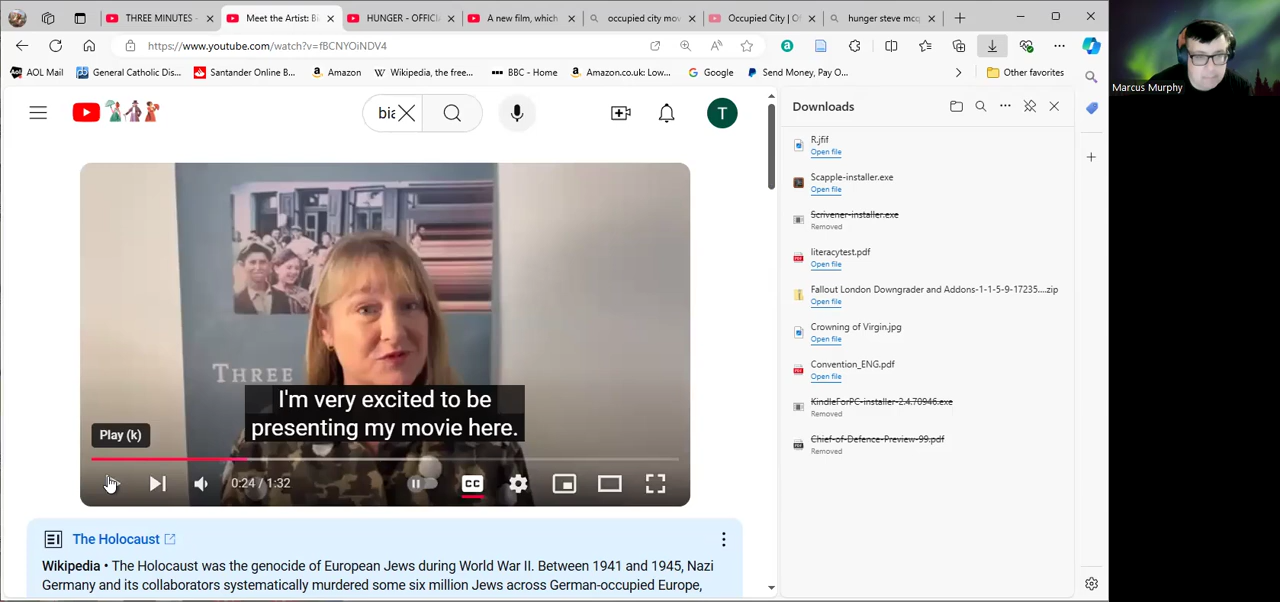 THREE MINUTES -
Meet the Artist: Bi
HUNGER - OFFICI
A new film, which
occupied city mov
Occupied City | Of
hunger steve mcq
https://www.youtube.com/watch?v=fBCNYOiNDV4
AOL Mail
General Catholic Dis...
Santander Online B...
Amazon
Wikipedia, the free...
BBC - Home
Amazon.co.uk: Low...
Google
Send Money, Pay O...
Other favorites
Marcus Murphy
bia
T
Downloads
R.jfif
Open file
Scapple-installer.exe
Open file
Scrivener-installer.exe
Removed
literacytest.pdf
Open file
Fallout London Downgrader and Addons-1-1-5-9-17235....zip
Open file
Crowning of Virgin.jpg
Open file
Convention_ENG.pdf
Open file
KindleForPC-installer-2.4.70946.exe
Removed
Chief-of-Defence-Preview-99.pdf
Removed
THREE
I'm very excited to be
presenting my movie here.
Play (k)
0:24 / 1:32
CC
The Holocaust
Wikipedia • The Holocaust was the genocide of European Jews during World War II. Between 1941 and 1945, Nazi
Germany and its collaborators systematically murdered some six million Jews across German-occupied Europe,